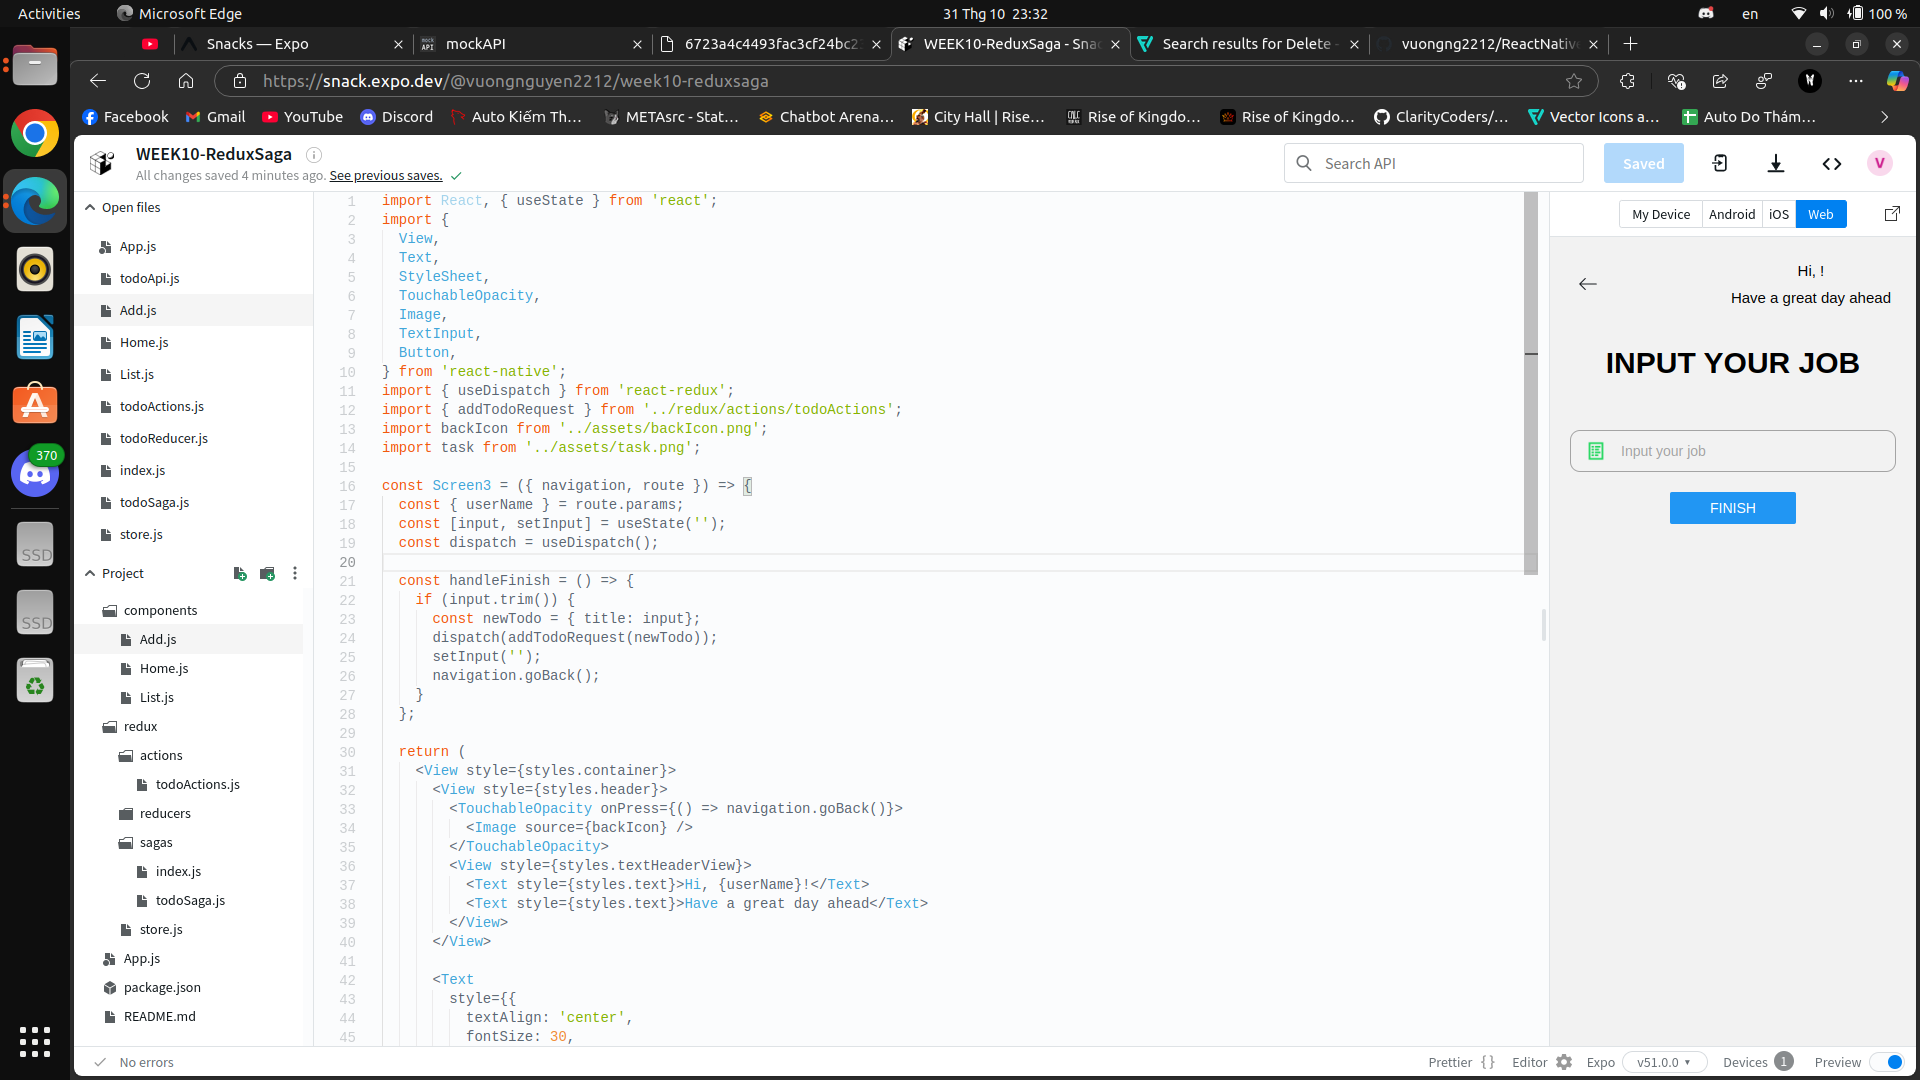 Activities
Microsoft Edge
31 Thg 10 23:32
en
100 %
Snacks — Expo
mockAPI
6723a4c4493fac3cf24bc2
WEEK10-ReduxSaga - Snac
Search results for Delete -
vuongng2212/ReactNative
https://snack.expo.dev/@vuongnguyen2212/week10-reduxsaga
Facebook
Gmail
YouTube
Discord
Auto Kiếm Th...
METAsrc - Stat...
Chatbot Arena...
City Hall | Rise...
Rise of Kingdo...
Rise of Kingdo...
ClarityCoders/...
Vector Icons a...
Auto Do Thám...
WEEK10-ReduxSaga
All changes saved 4 minutes ago. See previous saves.
Search API
Saved
V
Open files
App.js
todoApi.js
Add.js
Home.js
List.js
todoActions.js
todoReducer.js
index.js
todoSaga.js
store.js
Project
components
Add.js
Home.js
List.js
redux
actions
todoActions.js
reducers
sagas
index.js
todoSaga.js
store.js
App.js
package.json
README.md
370
SSD
SSD
1 import React, { useState } from 'react';
2 import {
3 View,
4 Text,
5 StyleSheet,
6 TouchableOpacity,
7 Image,
8 TextInput,
9 Button,
10 } from 'react-native';
11 import { useDispatch } from 'react-redux';
12 import { addTodoRequest } from '../redux/actions/todoActions';
13 import backIcon from '../assets/backIcon.png';
14 import task from '../assets/task.png';
15
16 const Screen3 = ({ navigation, route }) => {
17 const { userName } = route.params;
18 const [input, setInput] = useState('');
19 const dispatch = useDispatch();
20
21 const handleFinish = () => {
22 if (input.trim()) {
23 const newTodo = { title: input};
24 dispatch(addTodoRequest(newTodo));
25 setInput('');
26 navigation.goBack();
27 }
28 };
29
30 return (
31 <View style={styles.container}>
32 <View style={styles.header}>
33 <TouchableOpacity onPress={() => navigation.goBack()}>
34 <Image source={backIcon} />
35 </TouchableOpacity>
36 <View style={styles.textHeaderView}>
37 <Text style={styles.text}>Hi, {userName}!</Text>
38 <Text style={styles.text}>Have a great day ahead</Text>
39 </View>
40 </View>
41
42 <Text
43 style={{
44 textAlign: 'center',
45 fontSize: 30,
My Device
Android
iOS
Web
Hi, !
Have a great day ahead
INPUT YOUR JOB
Input your job
FINISH
No errors
Prettier { }
Editor
Expo
v51.0.0
Devices 1
Preview